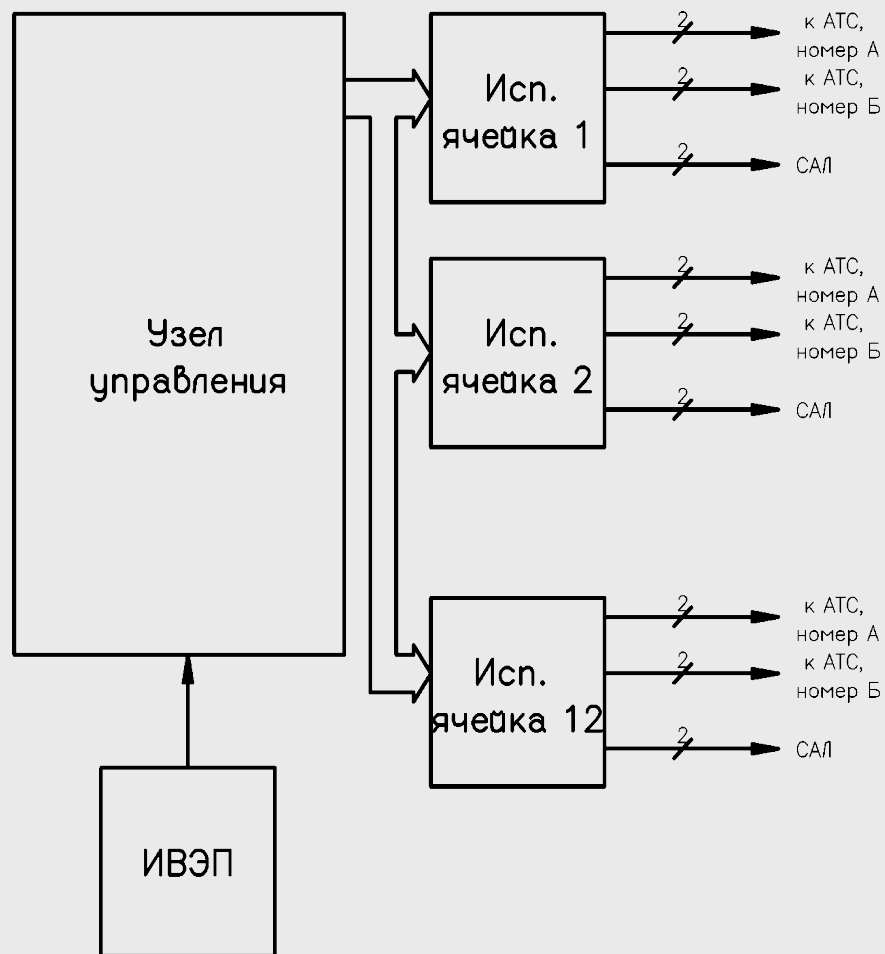 Узел
управления
ИВЭП
Исп.
ячейка 1
2
к АТС,
номер А
2
к АТС,
номер Б
2
САЛ
Исп.
ячейка 2
2
к АТС,
номер А
2
к АТС,
номер Б
2
САЛ
Исп.
ячейка 12
2
к АТС,
номер А
2
к АТС,
номер Б
2
САЛ